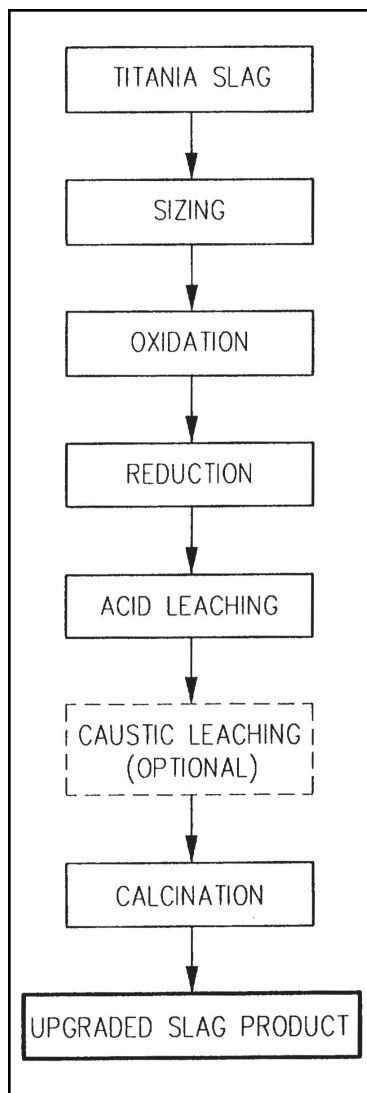 TITANIA SLAG
SIZING
OXIDATION
REDUCTION
ACID LEACHING
CAUSTIC LEACHING
(OPTIONAL)
CALCINATION
UPGRADED SLAG PRODUCT